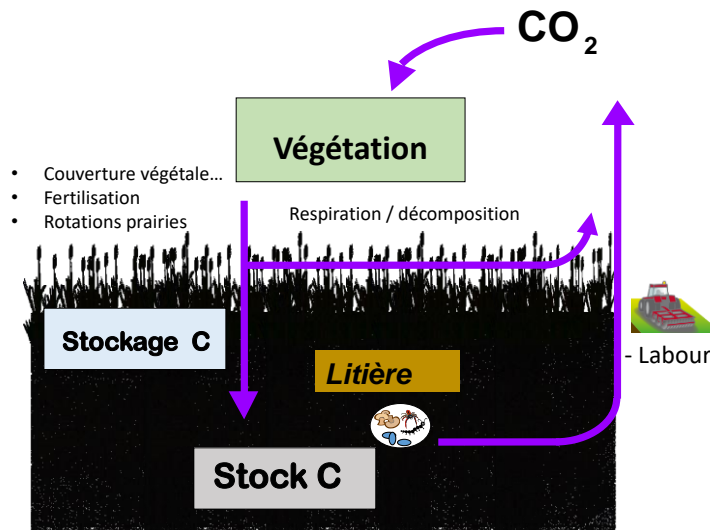 CO2
Végétation
• Couverture végétale...
• Fertilisation
• Rotations prairies
Respiration / décomposition
Stockage C
Litière
- Labour
Stock C